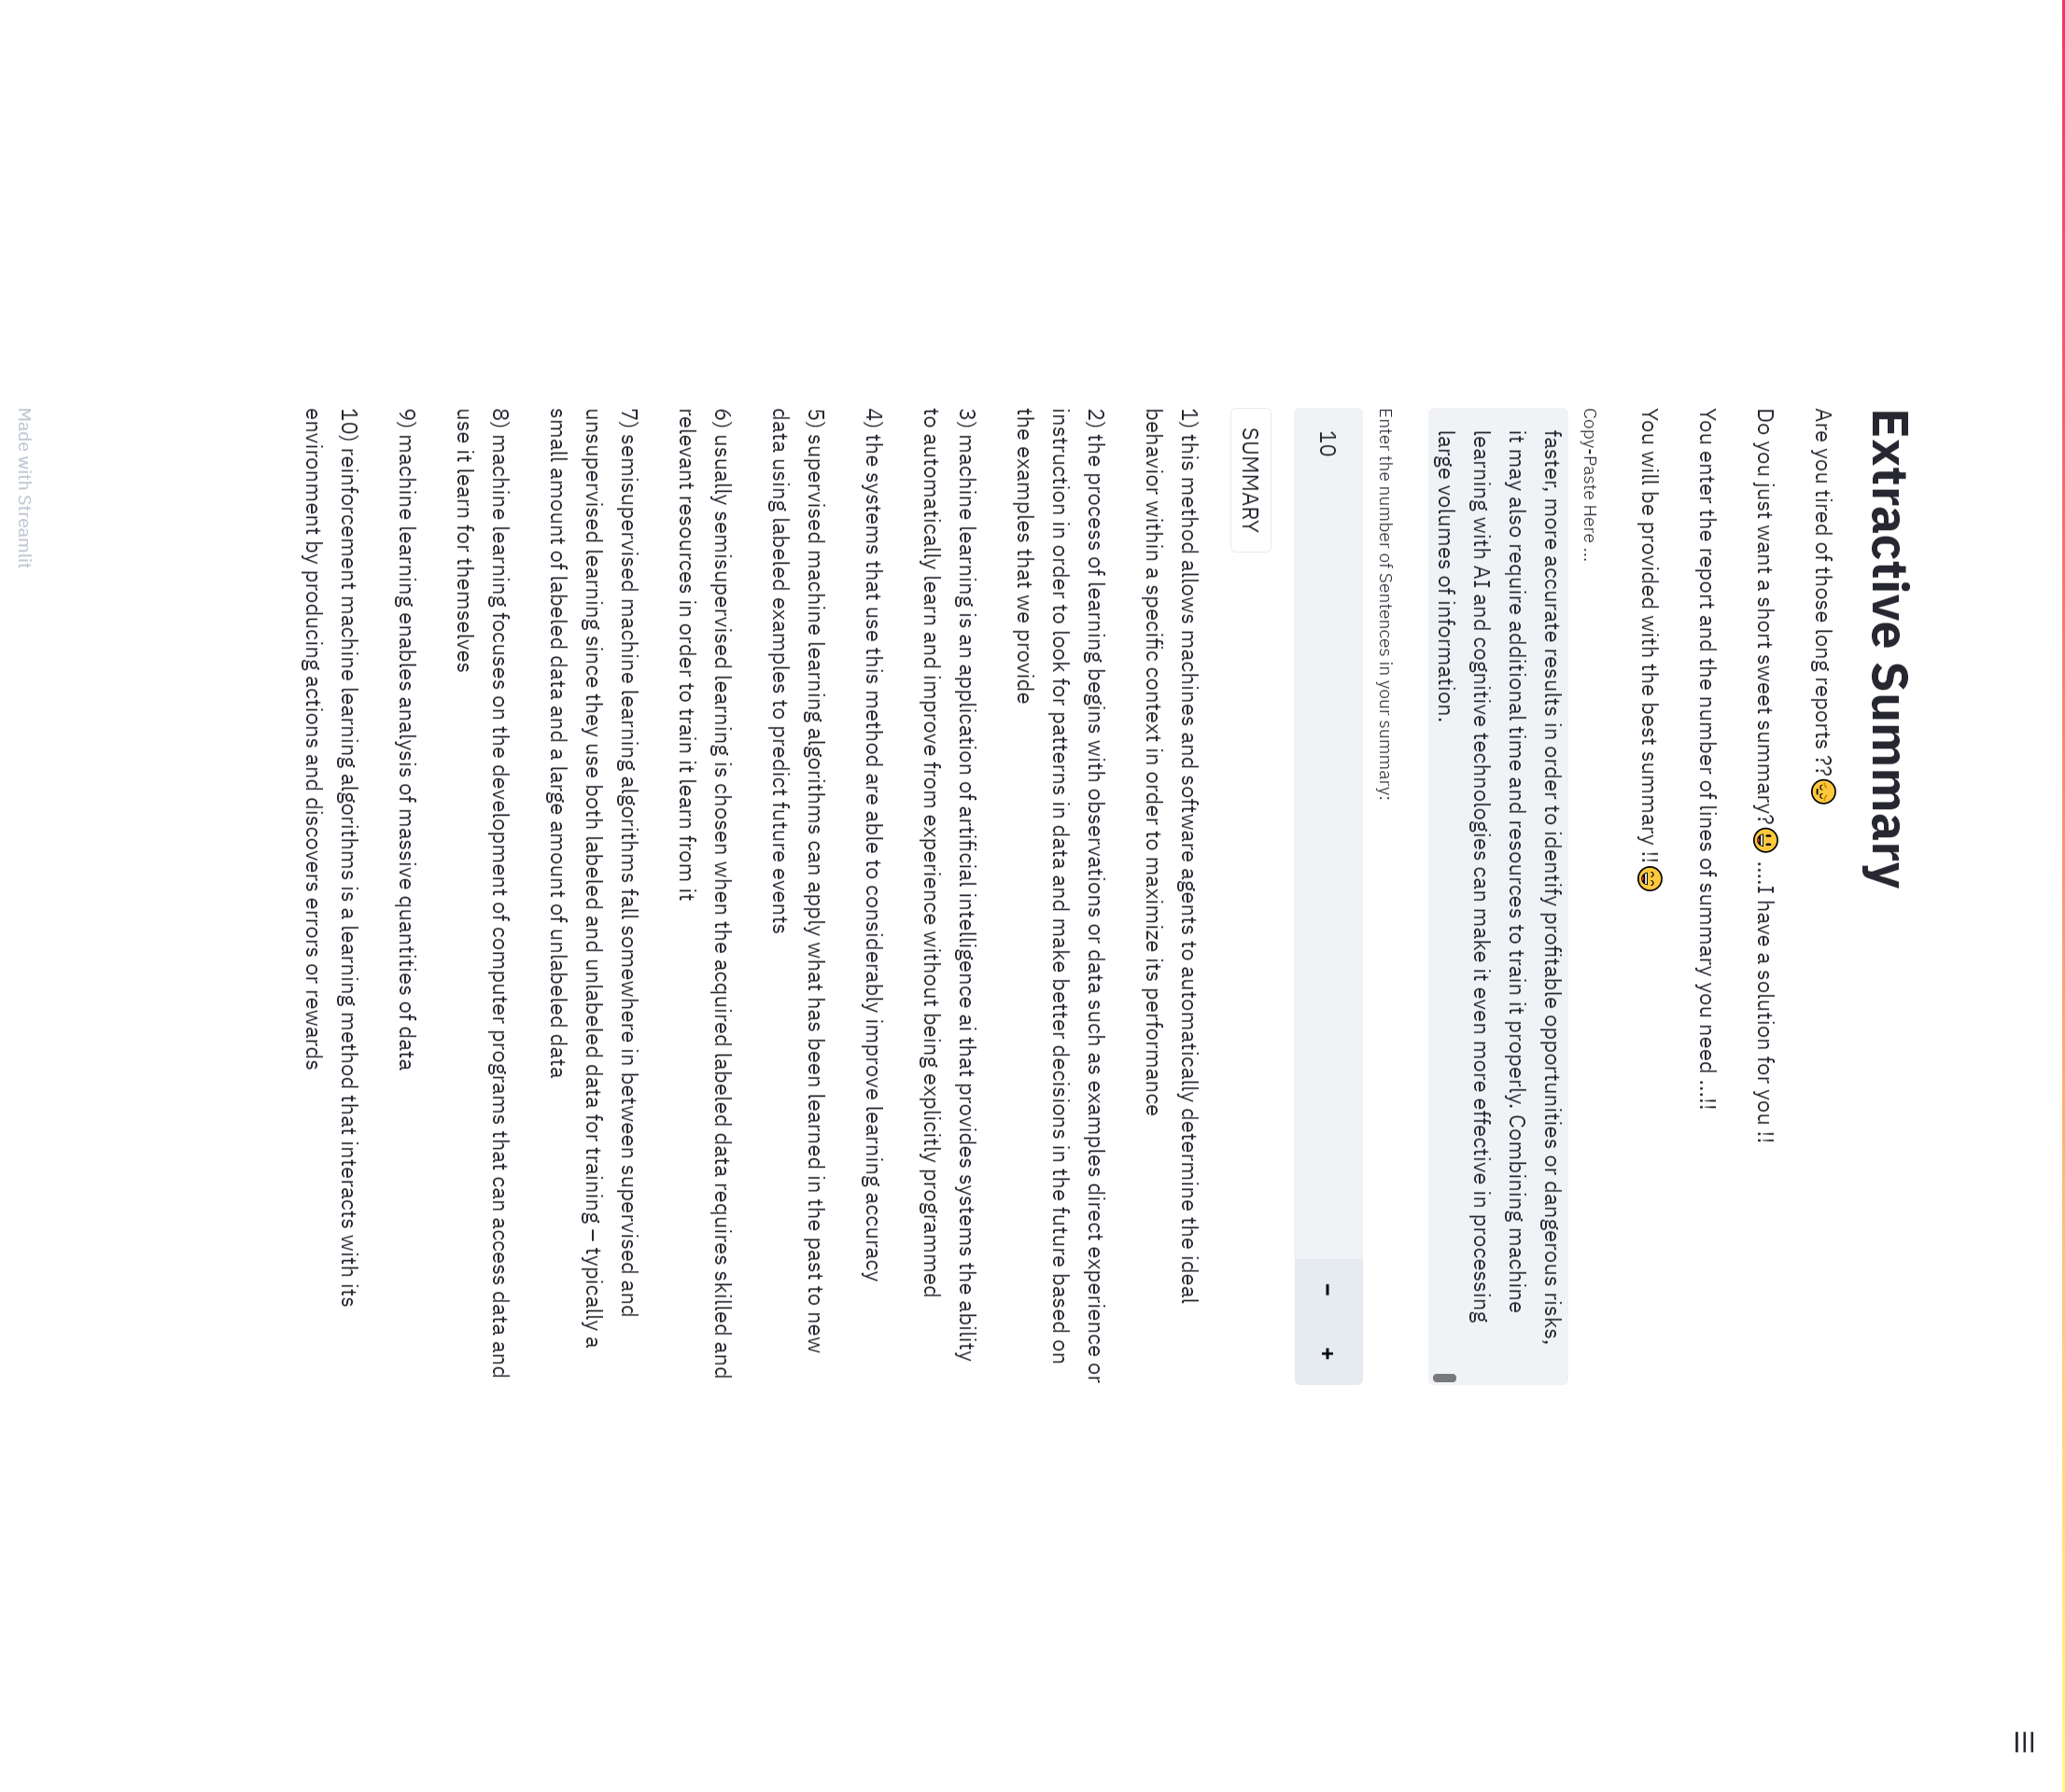 Extractive Summary
Are you tired of those long reports ??😔
Do you just want a short sweet summary?😃 ....I have a solution for you !!
You enter the report and the number of lines of summary you need ...!!
You will be provided with the best summary !!😄
Copy-Paste Here ...
faster, more accurate results in order to identify profitable opportunities or dangerous risks,
it may also require additional time and resources to train it properly. Combining machine
learning with AI and cognitive technologies can make it even more effective in processing
large volumes of information.
Enter the number of Sentences in your summary:
10 − +
SUMMARY
1) this method allows machines and software agents to automatically determine the ideal
behavior within a specific context in order to maximize its performance
2) the process of learning begins with observations or data such as examples direct experience or
instruction in order to look for patterns in data and make better decisions in the future based on
the examples that we provide
3) machine learning is an application of artificial intelligence ai that provides systems the ability
to automatically learn and improve from experience without being explicitly programmed
4) the systems that use this method are able to considerably improve learning accuracy
5) supervised machine learning algorithms can apply what has been learned in the past to new
data using labeled examples to predict future events
6) usually semisupervised learning is chosen when the acquired labeled data requires skilled and
relevant resources in order to train it learn from it
7) semisupervised machine learning algorithms fall somewhere in between supervised and
unsupervised learning since they use both labeled and unlabeled data for training – typically a
small amount of labeled data and a large amount of unlabeled data
8) machine learning focuses on the development of computer programs that can access data and
use it learn for themselves
9) machine learning enables analysis of massive quantities of data
10) reinforcement machine learning algorithms is a learning method that interacts with its
environment by producing actions and discovers errors or rewards
Made with Streamlit